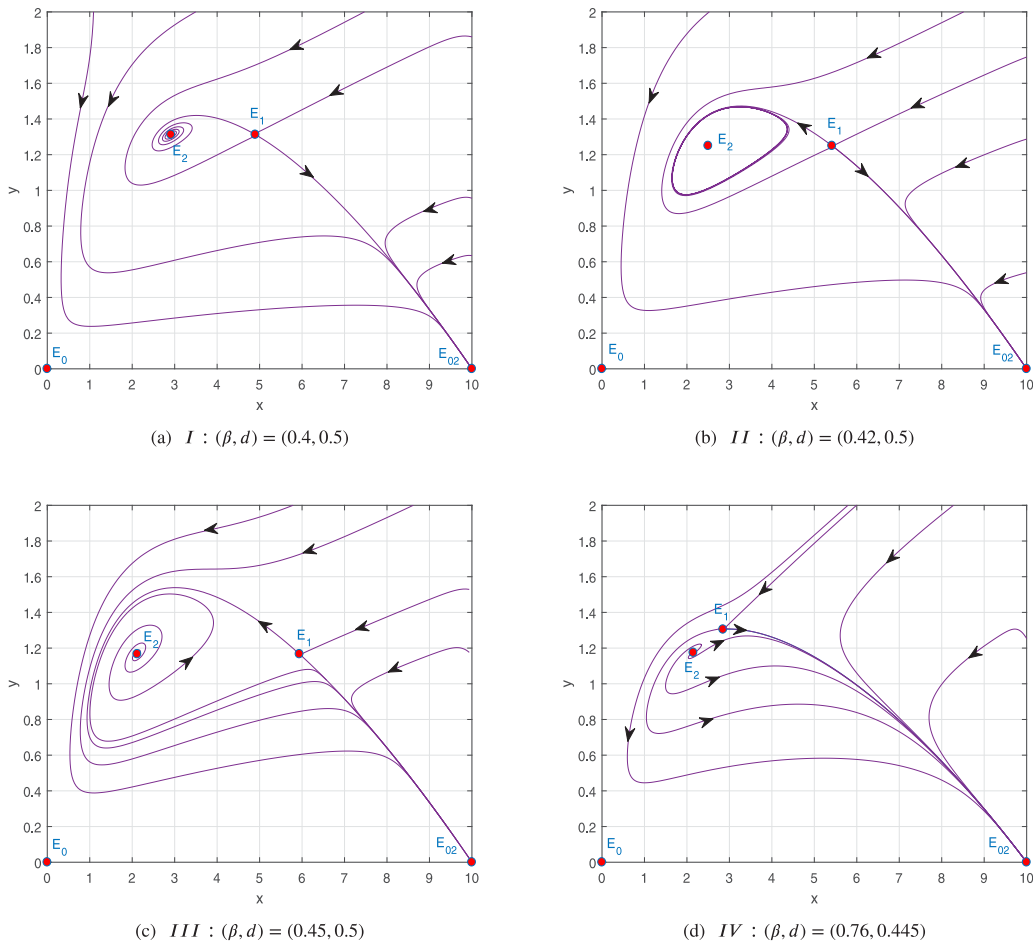 2
1.8
1.6
1.4
1.2
1
0.8
0.6
0.4
0.2
0
y
E1
E2
E0
E02
0 1 2 3 4 5 6 7 8 9 10
x
(a) I : (β, d) = (0.4, 0.5)
2
1.8
1.6
1.4
1.2
1
0.8
0.6
0.4
0.2
0
y
E1
E2
E0
E02
0 1 2 3 4 5 6 7 8 9 10
x
(b) II : (β, d) = (0.42, 0.5)
2
1.8
1.6
1.4
1.2
1
0.8
0.6
0.4
0.2
0
y
E2
E1
E0
E02
0 1 2 3 4 5 6 7 8 9 10
x
(c) III : (β, d) = (0.45, 0.5)
2
1.8
1.6
1.4
1.2
1
0.8
0.6
0.4
0.2
0
y
E1
E2
E0
E02
0 1 2 3 4 5 6 7 8 9 10
x
(d) IV : (β, d) = (0.76, 0.445)